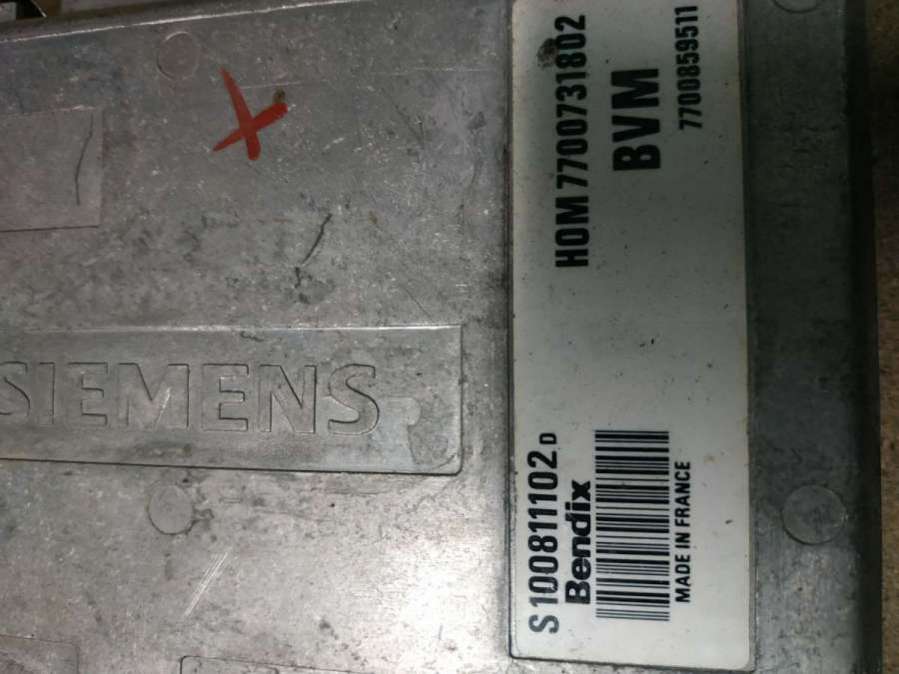 SIEMENS
S100811102 D
Bendix
MADE IN FRANCE
HOM 7700731802
BVM
7700859511